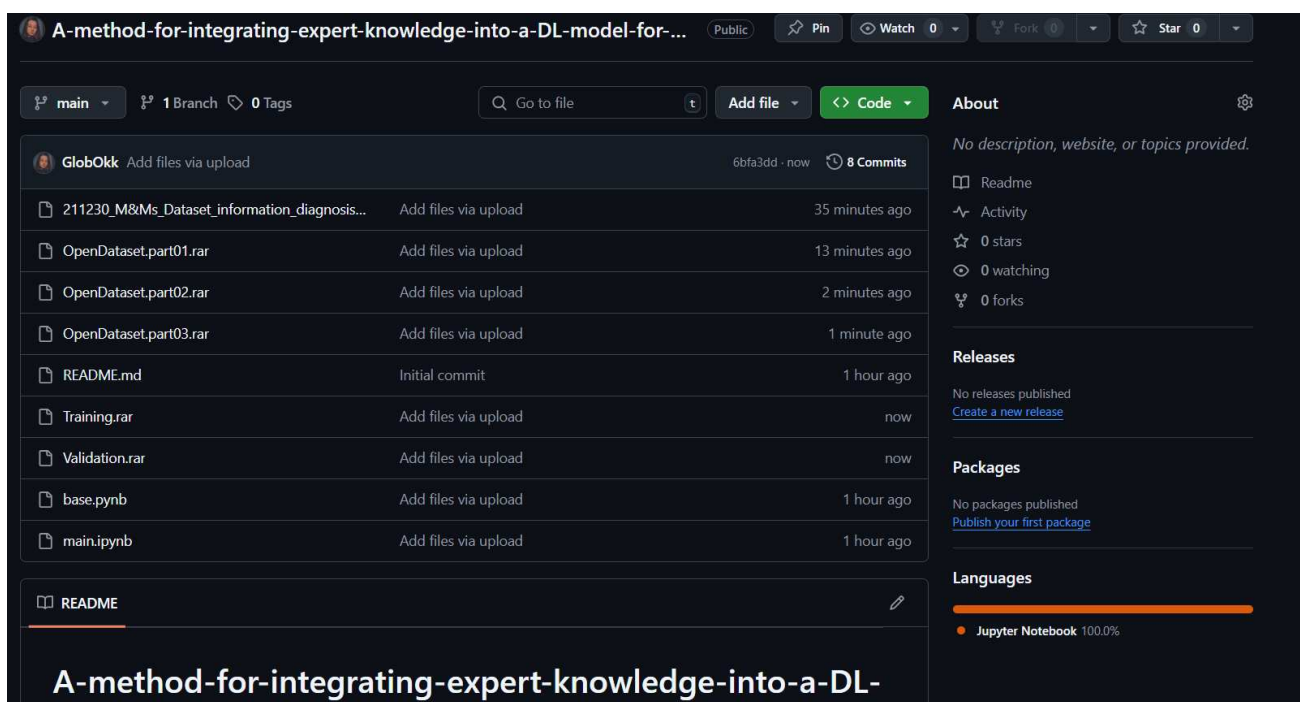 A-method-for-integrating-expert-knowledge-into-a-DL-model-for-... Public Pin Watch 0 Fork 0 Star 0
main 1 Branch 0 Tags Go to file t Add file <> Code
GlobOkk Add files via upload 6bfa3dd · now 8 Commits
211230_M&Ms_Dataset_information_diagnosis... Add files via upload 35 minutes ago
OpenDataset.part01.rar Add files via upload 13 minutes ago
OpenDataset.part02.rar Add files via upload 2 minutes ago
OpenDataset.part03.rar Add files via upload 1 minute ago
README.md Initial commit 1 hour ago
Training.rar Add files via upload now
Validation.rar Add files via upload now
base.pynb Add files via upload 1 hour ago
main.ipynb Add files via upload 1 hour ago
README
A-method-for-integrating-expert-knowledge-into-a-DL-
About
No description, website, or topics provided.
Readme
Activity
0 stars
0 watching
0 forks
Releases
No releases published
Create a new release
Packages
No packages published
Publish your first package
Languages
Jupyter Notebook 100.0%